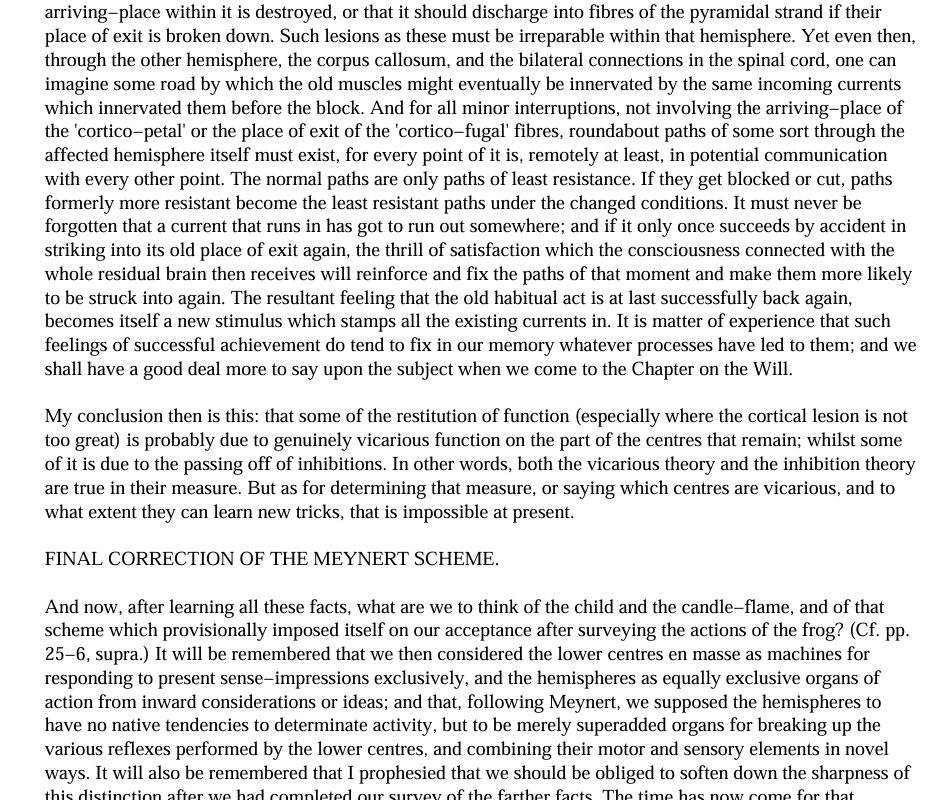 arriving−place within it is destroyed, or that it should discharge into fibres of the pyramidal strand if their
place of exit is broken down. Such lesions as these must be irreparable within that hemisphere. Yet even then,
through the other hemisphere, the corpus callosum, and the bilateral connections in the spinal cord, one can
imagine some road by which the old muscles might eventually be innervated by the same incoming currents
which innervated them before the block. And for all minor interruptions, not involving the arriving−place of
the 'cortico−petal' or the place of exit of the 'cortico−fugal' fibres, roundabout paths of some sort through the
affected hemisphere itself must exist, for every point of it is, remotely at least, in potential communication
with every other point. The normal paths are only paths of least resistance. If they get blocked or cut, paths
formerly more resistant become the least resistant paths under the changed conditions. It must never be
forgotten that a current that runs in has got to run out somewhere; and if it only once succeeds by accident in
striking into its old place of exit again, the thrill of satisfaction which the consciousness connected with the
whole residual brain then receives will reinforce and fix the paths of that moment and make them more likely
to be struck into again. The resultant feeling that the old habitual act is at last successfully back again,
becomes itself a new stimulus which stamps all the existing currents in. It is matter of experience that such
feelings of successful achievement do tend to fix in our memory whatever processes have led to them; and we
shall have a good deal more to say upon the subject when we come to the Chapter on the Will.
My conclusion then is this: that some of the restitution of function (especially where the cortical lesion is not
too great) is probably due to genuinely vicarious function on the part of the centres that remain; whilst some
of it is due to the passing off of inhibitions. In other words, both the vicarious theory and the inhibition theory
are true in their measure. But as for determining that measure, or saying which centres are vicarious, and to
what extent they can learn new tricks, that is impossible at present.
FINAL CORRECTION OF THE MEYNERT SCHEME.
And now, after learning all these facts, what are we to think of the child and the candle−flame, and of that
scheme which provisionally imposed itself on our acceptance after surveying the actions of the frog? (Cf. pp.
25−6, supra.) It will be remembered that we then considered the lower centres en masse as machines for
responding to present sense−impressions exclusively, and the hemispheres as equally exclusive organs of
action from inward considerations or ideas; and that, following Meynert, we supposed the hemispheres to
have no native tendencies to determinate activity, but to be merely superadded organs for breaking up the
various reflexes performed by the lower centres, and combining their motor and sensory elements in novel
ways. It will also be remembered that I prophesied that we should be obliged to soften down the sharpness of
this distinction after we had completed our survey of the farther facts. The time has now come for that